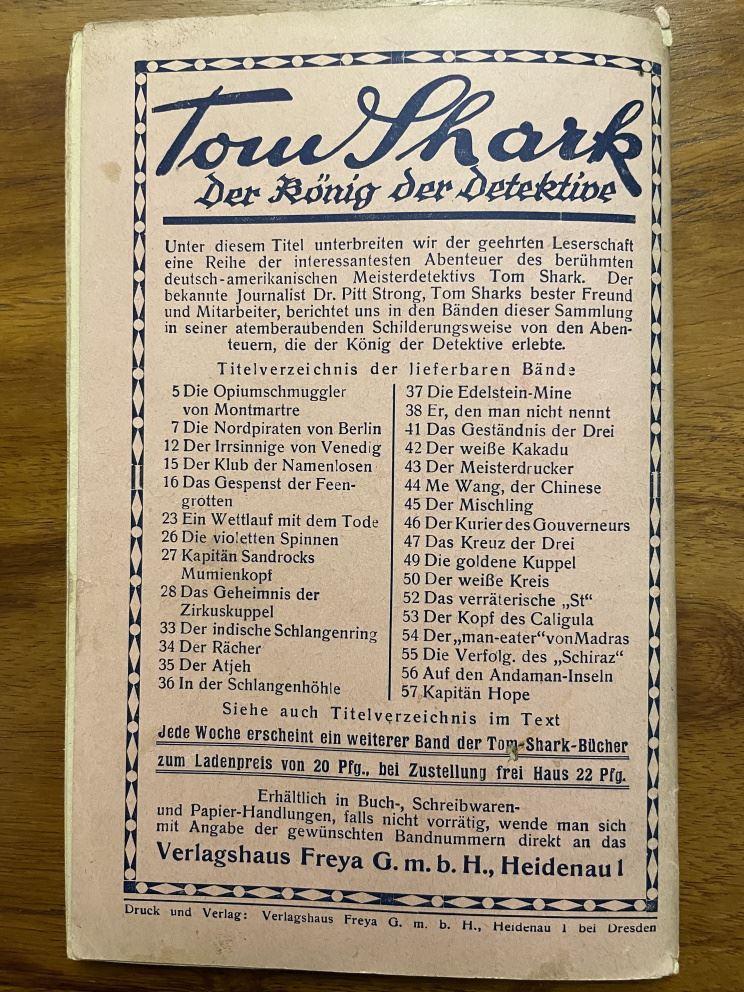 Tom Shark
Der König der Detektive
Unter diesem Titel unterbreiten wir der geehrten Leserschaft
eine Reihe der interessantesten Abenteuer des berühmten
deutsch-amerikanischen Meisterdetektivs Tom Shark. Der
bekannte Journalist Dr. Pitt Strong, Tom Sharks bester Freund
und Mitarbeiter, berichtet uns in den Bänden dieser Sammlung
in seiner atemberaubenden Schilderungsweise von den Aben-
teuern, die der König der Detektive erlebte.
Titelverzeichnis der lieferbaren Bände
5 Die Opiumschmuggler
von Montmartre
7 Die Nordpiraten von Berlin
12 Der Irrsinnige von Venedig
15 Der Klub der Namenlosen
16 Das Gespenst der Feen-
grotten
23 Ein Wettlauf mit dem Tode
26 Die violetten Spinnen
27 Kapitän Sandrocks
Mumienkopf
28 Das Geheimnis der
Zirkuskuppel
33 Der indische Schlangenring
34 Der Rächer
35 Der Atjeh
36 In der Schlangenhöhle
37 Die Edelstein-Mine
38 Er, den man nicht nennt
41 Das Geständnis der Drei
42 Der weiße Kakadu
43 Der Meisterdrucker
44 Me Wang, der Chinese
45 Der Mischling
46 Der Kurier des Gouverneurs
47 Das Kreuz der Drei
49 Die goldene Kuppel
50 Der weiße Kreis
52 Das verräterische „St“
53 Der Kopf des Caligula
54 Der „man-eater“ von Madras
55 Die Verfolg. des „Schiraz“
56 Auf den Andaman-Inseln
57 Kapitän Hope
Siehe auch Titelverzeichnis im Text
Jede Woche erscheint ein weiterer Band der Tom-Shark-Bücher
zum Ladenpreis von 20 Pfg., bei Zustellung frei Haus 22 Pfg.
Erhältlich in Buch-, Schreibwaren-
und Papier-Handlungen, falls nicht vorrätig, wende man sich
mit Angabe der gewünschten Bandnummern direkt an das
Verlagshaus Freya G. m. b. H., Heidenau 1
Druck und Verlag: Verlagshaus Freya G. m. b. H., Heidenau 1 bei Dresden